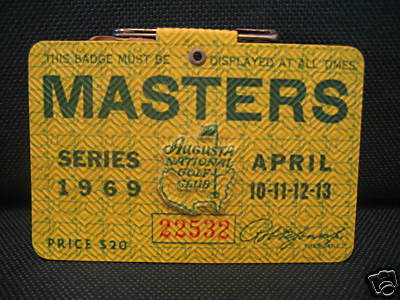 THIS BADGE MUST BE DISPLAYED AT ALL TIMES
MASTERS
SERIES
1969
AUGUSTA
NATIONAL
GOLF
CLUB
APRIL
10-11-12-13
22532
PRICE $20